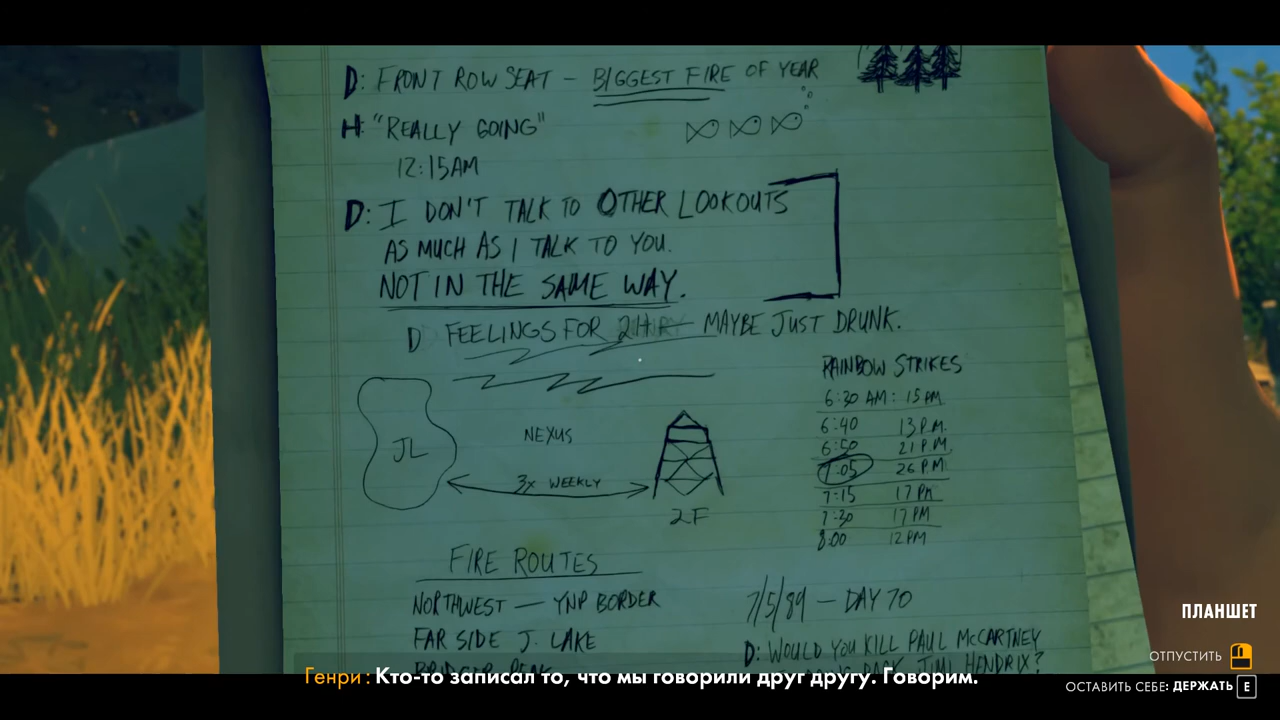 D: FRONT ROW SEAT – BIGGEST FIRE OF YEAR
H: "REALLY GOING"
12:15AM
D: I DON'T TALK TO OTHER LOOKOUTS
AS MUCH AS I TALK TO YOU.
NOT IN THE SAME WAY.
D FEELINGS FOR MAYBE JUST DRUNK.
RAINBOW STRIKES
6:30 AM: 15 PM
6:40 13 P.M.
6:50 21 P.M.
7:05 26 P.M
7:15 17 PM
7:30 17 PM
8:00 12 PM
JL
NEXUS
3x WEEKLY
2F
FIRE ROUTES
NORTHWEST — YNP BORDER
FAR SIDE J. LAKE
BRIDGER PEAK
7/5/89 – DAY 70
D: WOULD YOU KILL PAUL McCARTNEY
BACK JIMI HENDRIX?
ПЛАНШЕТ
ОТПУСТИТЬ
ОСТАВИТЬ СЕБЕ: ДЕРЖАТЬ E
Генри: Кто-то записал то, что мы говорили друг другу. Говорим.